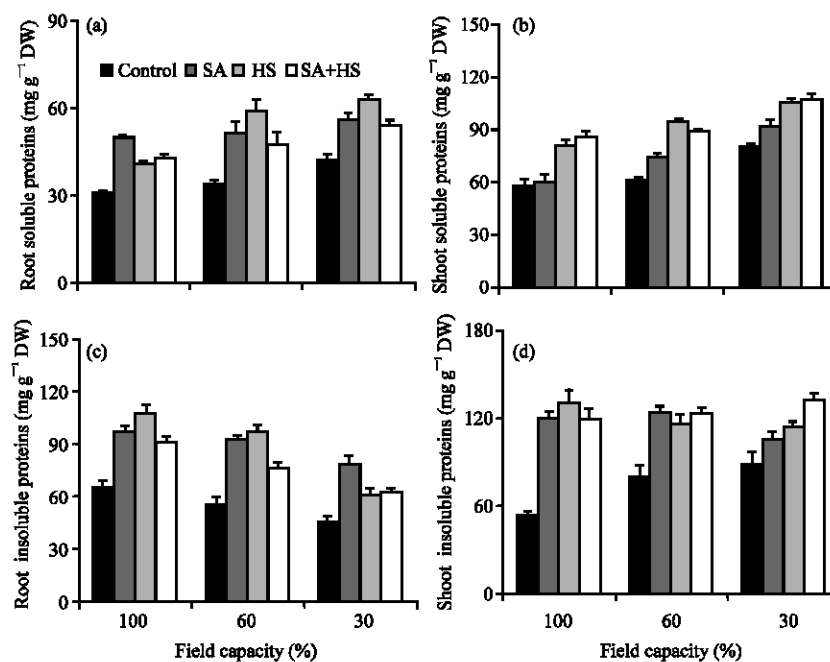 (a)
Control SA HS SA+HS
Root soluble proteins (mg g⁻¹ DW)
90
60
30
0
(b)
Shoot soluble proteins (mg g⁻¹ DW)
150
120
90
60
30
0
(c)
Root insoluble proteins (mg g⁻¹ DW)
150
120
90
60
30
0
100 60 30
Field capacity (%)
(d)
Shoot insoluble proteins (mg g⁻¹ DW)
180
120
60
0
100 60 30
Field capacity (%)